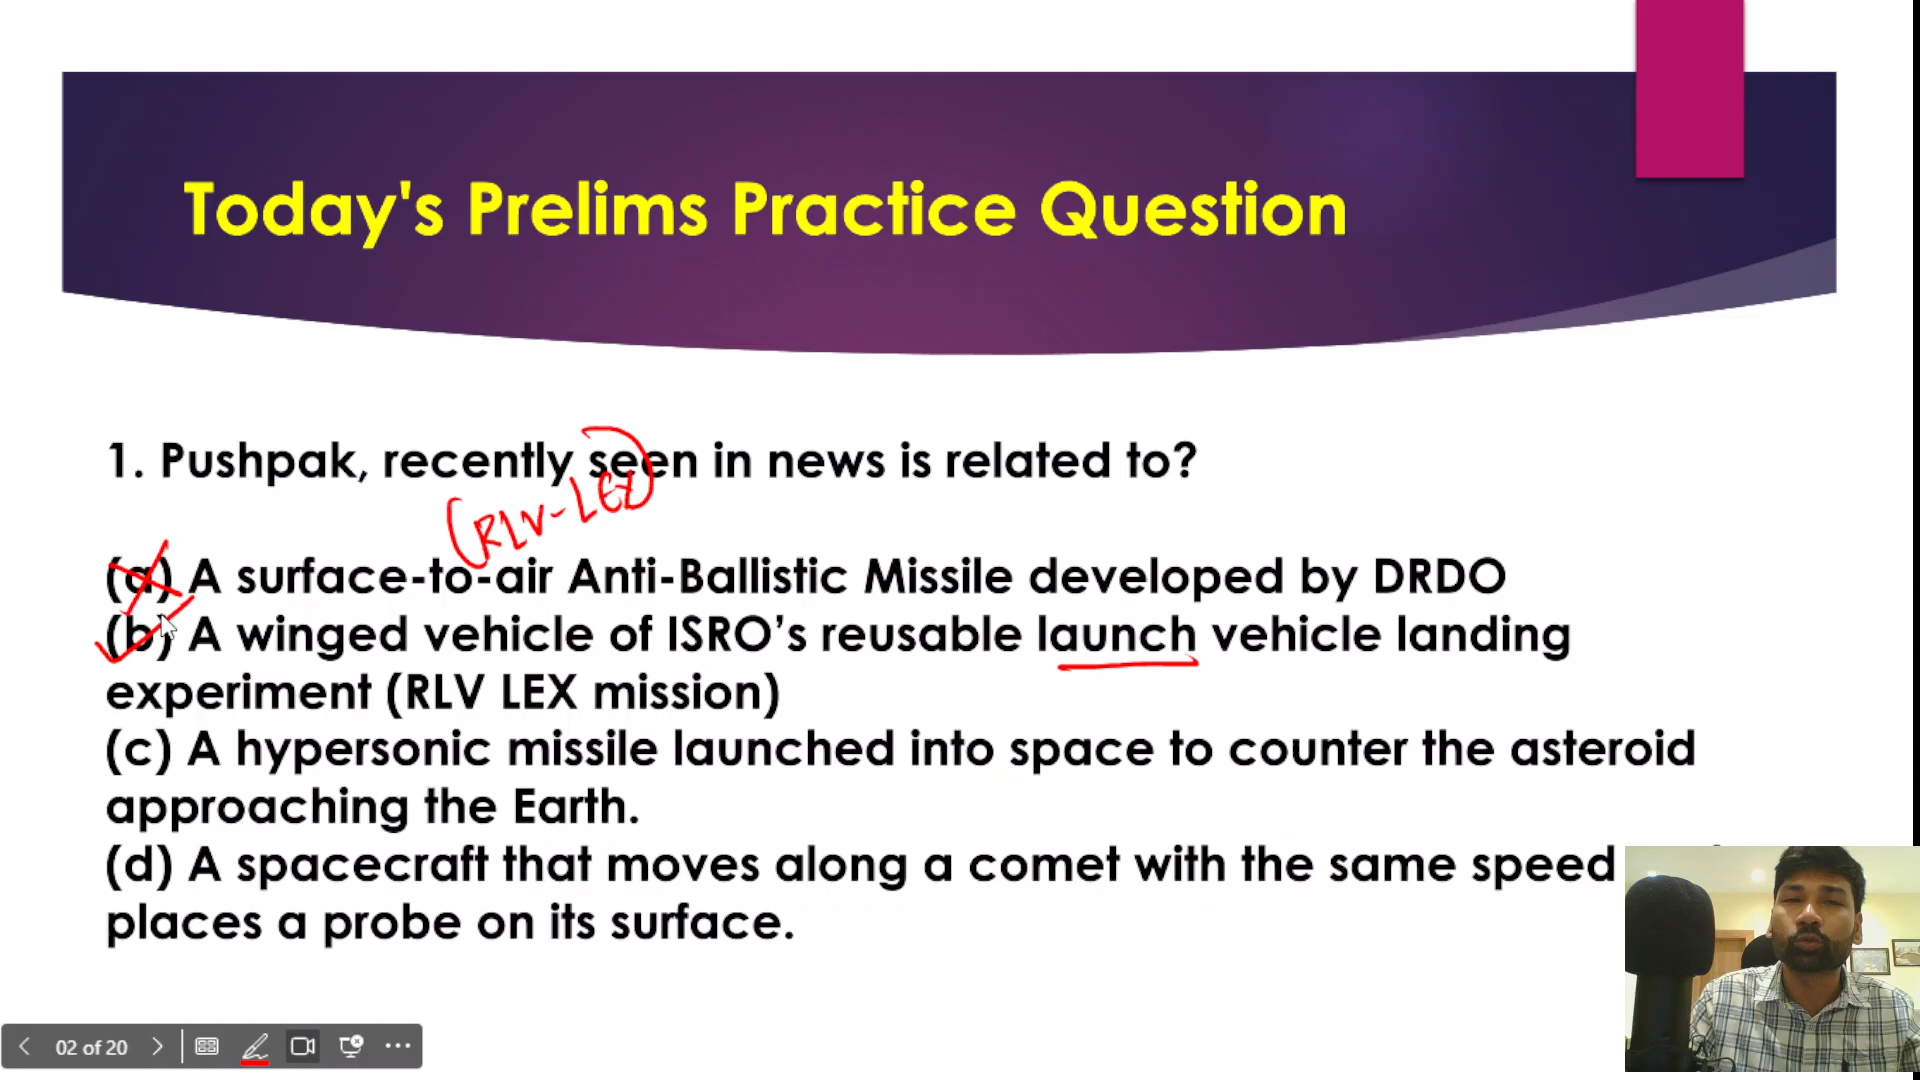 Today's Prelims Practice Question
1. Pushpak, recently seen in news is related to?
(RLV-LEX)
(a) A surface-to-air Anti-Ballistic Missile developed by DRDO
(b) A winged vehicle of ISRO’s reusable launch vehicle landing
experiment (RLV LEX mission)
(c) A hypersonic missile launched into space to counter the asteroid
approaching the Earth.
(d) A spacecraft that moves along a comet with the same speed
places a probe on its surface.
02 of 20